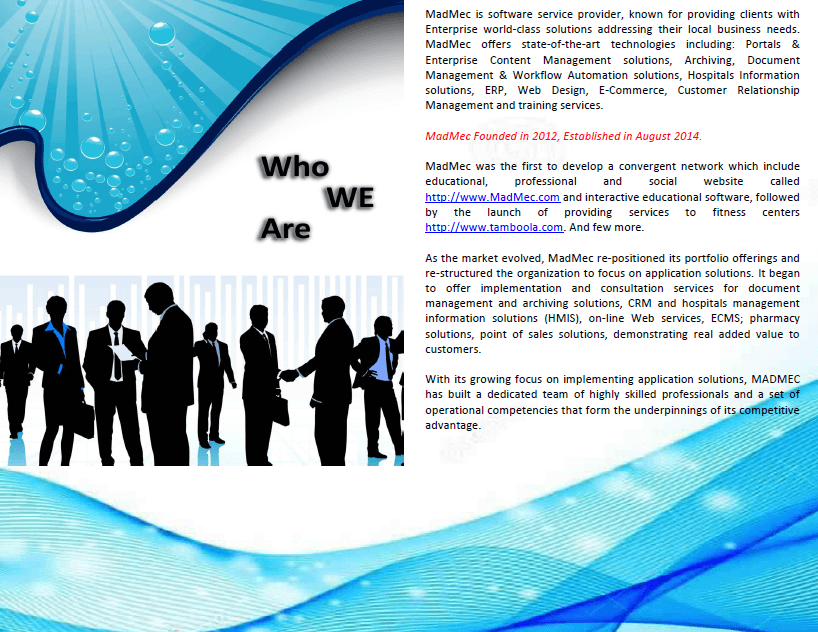 Who
WE
Are
MadMec is software service provider, known for providing clients with
Enterprise world-class solutions addressing their local business needs.
MadMec offers state-of-the-art technologies including: Portals &
Enterprise Content Management solutions, Archiving, Document
Management & Workflow Automation solutions, Hospitals Information
solutions, ERP, Web Design, E-Commerce, Customer Relationship
Management and training services.
MadMec Founded in 2012, Established in August 2014.
MadMec was the first to develop a convergent network which include
educational, professional and social website called
http://www.MadMec.com and interactive educational software, followed
by the launch of providing services to fitness centers
http://www.tamboola.com. And few more.
As the market evolved, MadMec re-positioned its portfolio offerings and
re-structured the organization to focus on application solutions. It began
to offer implementation and consultation services for document
management and archiving solutions, CRM and hospitals management
information solutions (HMIS), on-line Web services, ECMS; pharmacy
solutions, point of sales solutions, demonstrating real added value to
customers.
With its growing focus on implementing application solutions, MADMEC
has built a dedicated team of highly skilled professionals and a set of
operational competencies that form the underpinnings of its competitive
advantage.